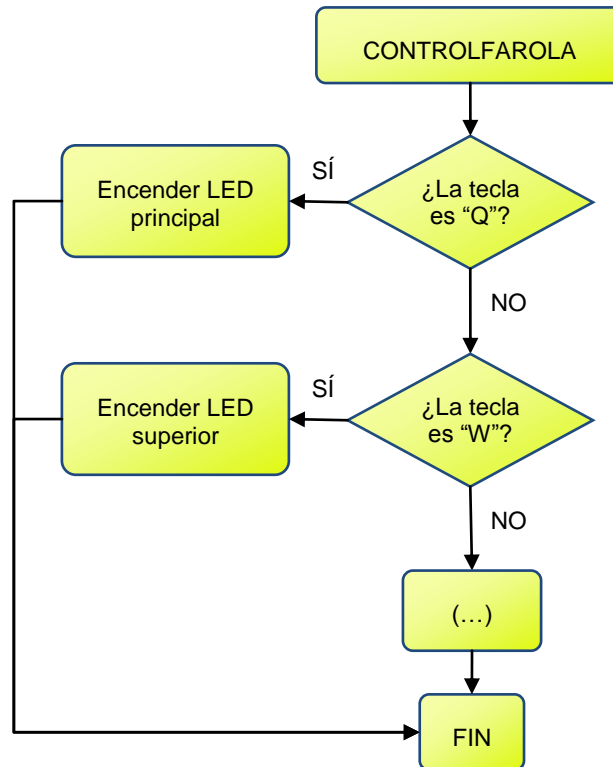 CONTROLFAROLA
¿La tecla
es “Q”?
SÍ
Encender LED
principal
NO
¿La tecla
es “W”?
SÍ
Encender LED
superior
NO
(…)
FIN